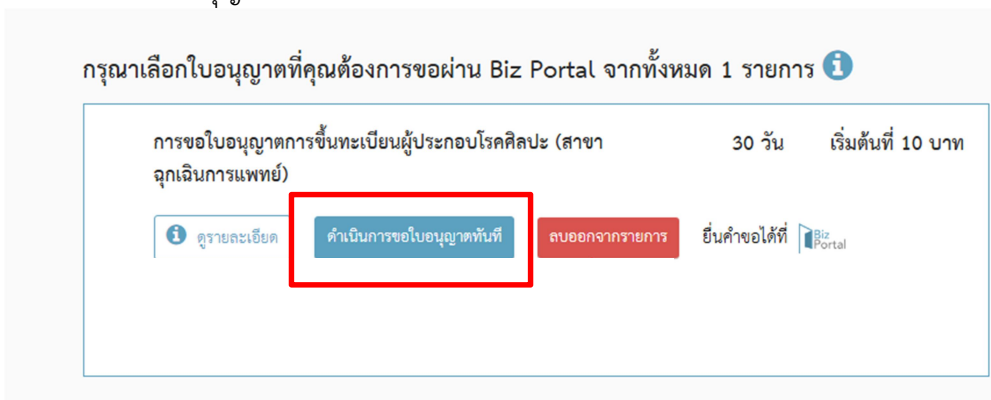 กรุณาเลือกใบอนุญาตที่คุณต้องการขอผ่าน Biz Portal จากทั้งหมด 1 รายการ
การขอใบอนุญาตการขึ้นทะเบียนผู้ประกอบโรคศิลปะ (สาขา 30 วัน เริ่มต้นที่ 10 บาท
ฉุกเฉินการแพทย์)
ดูรายละเอียด ดำเนินการขอใบอนุญาตทันที ลบออกจากรายการ ยื่นคำขอได้ที่ Biz
Portal